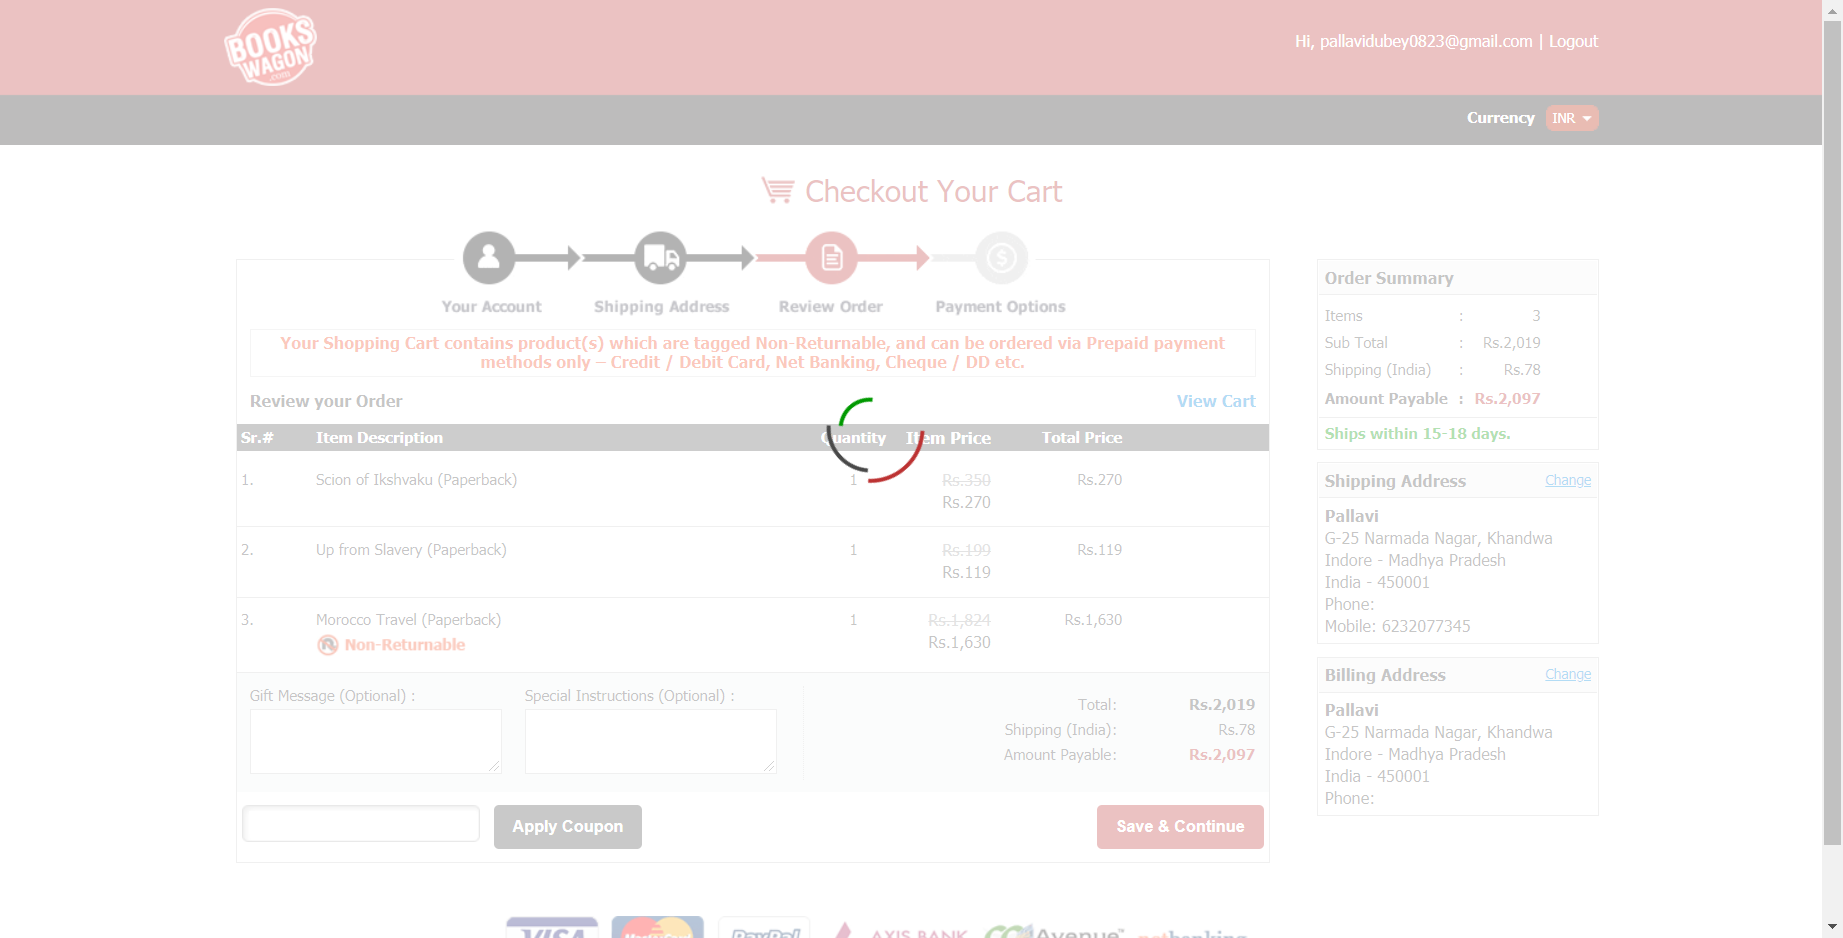 BOOKS
WAGON
.com
Hi, pallavidubey0823@gmail.com | Logout
Currency INR
Checkout Your Cart
Your Account Shipping Address Review Order Payment Options
Your Shopping Cart contains product(s) which are tagged Non-Returnable, and can be ordered via Prepaid payment
methods only – Credit / Debit Card, Net Banking, Cheque / DD etc.
Review your Order View Cart
Sr.# Item Description Quantity Item Price Total Price
1. Scion of Ikshvaku (Paperback) 1 Rs.350 Rs.270
Rs.270
2. Up from Slavery (Paperback) 1 Rs.199 Rs.119
Rs.119
3. Morocco Travel (Paperback) 1 Rs.1,824 Rs.1,630
Non-Returnable Rs.1,630
Gift Message (Optional) : Special Instructions (Optional) :
Total: Rs.2,019
Shipping (India): Rs.78
Amount Payable: Rs.2,097
Apply Coupon Save & Continue
Order Summary
Items : 3
Sub Total : Rs.2,019
Shipping (India) : Rs.78
Amount Payable : Rs.2,097
Ships within 15-18 days.
Shipping Address Change
Pallavi
G-25 Narmada Nagar, Khandwa
Indore - Madhya Pradesh
India - 450001
Phone:
Mobile: 6232077345
Billing Address Change
Pallavi
G-25 Narmada Nagar, Khandwa
Indore - Madhya Pradesh
India - 450001
Phone:
VISA MasterCard PayPal AXIS BANK CCAvenue netbanking